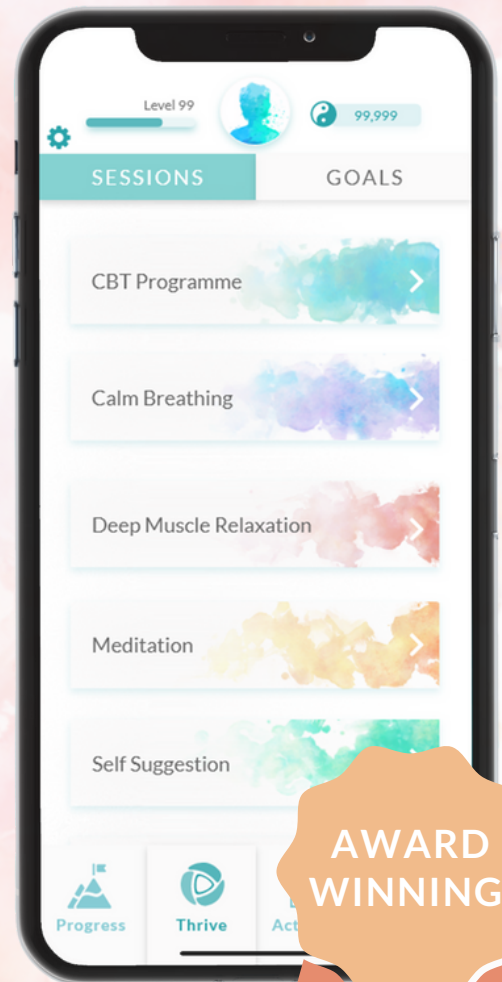 Level 99
99,999
SESSIONS
GOALS
CBT Programme
Calm Breathing
Deep Muscle Relaxation
Meditation
Self Suggestion
Progress
Thrive
AWARD
WINNING